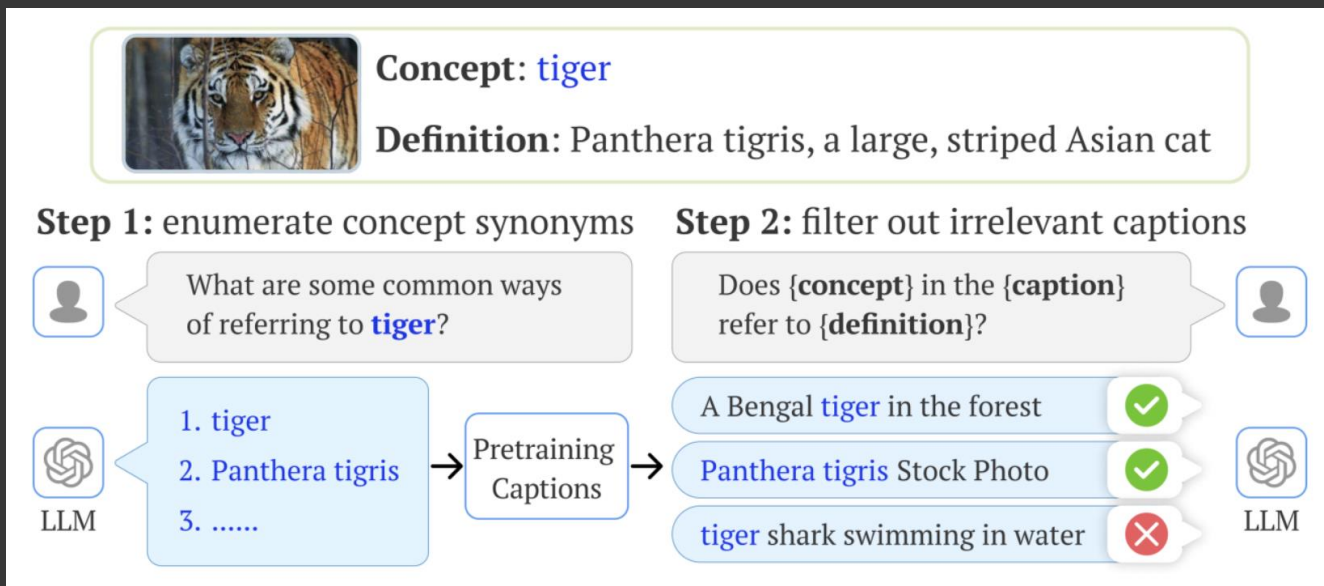 Concept: tiger
Definition: Panthera tigris, a large, striped Asian cat
Step 1: enumerate concept synonyms
What are some common ways
of referring to tiger?
LLM
1. tiger
2. Panthera tigris
3. ......
Pretraining
Captions
Step 2: filter out irrelevant captions
Does {concept} in the {caption}
refer to {definition}?
A Bengal tiger in the forest
Panthera tigris Stock Photo
tiger shark swimming in water
LLM